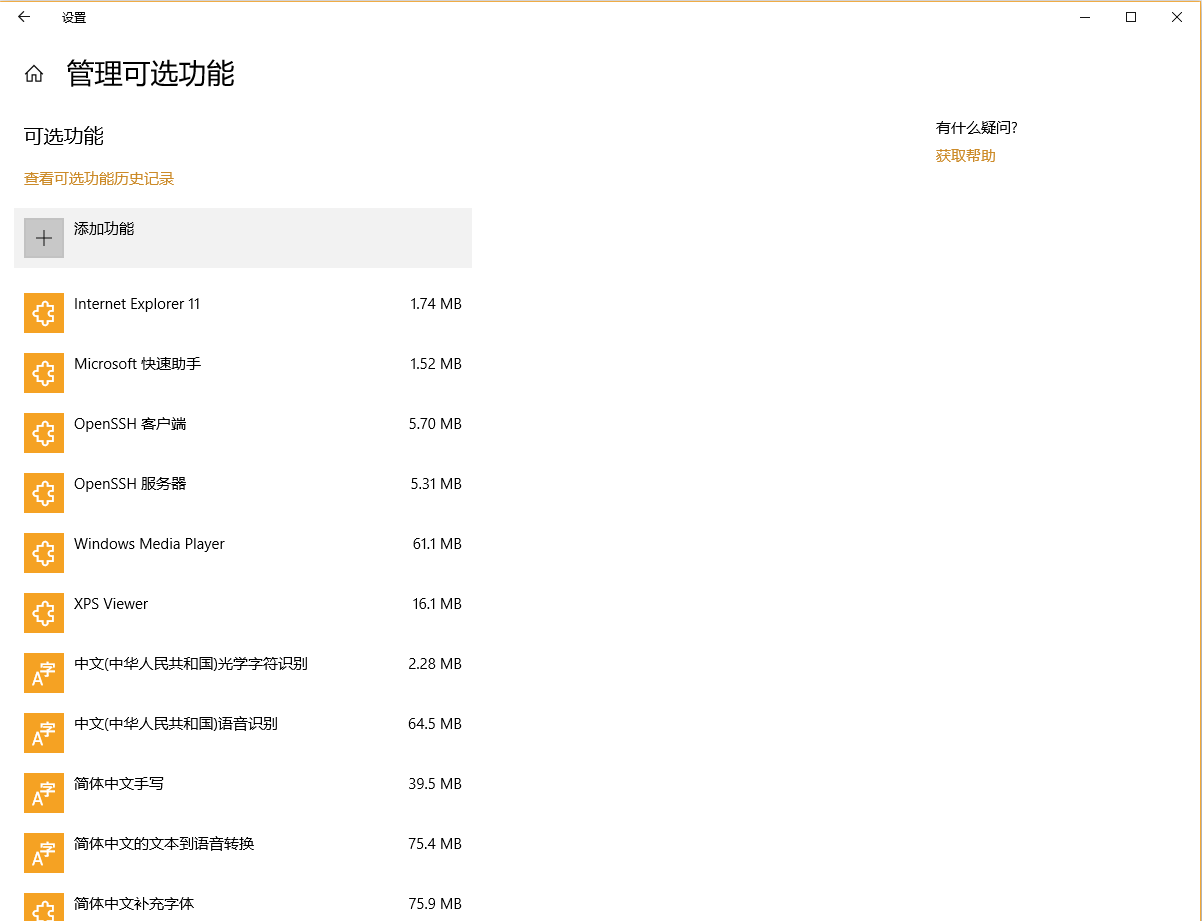 设置
管理可选功能
可选功能
查看可选功能历史记录
添加功能
Internet Explorer 11 1.74 MB
Microsoft 快速助手 1.52 MB
OpenSSH 客户端 5.70 MB
OpenSSH 服务器 5.31 MB
Windows Media Player 61.1 MB
XPS Viewer 16.1 MB
中文(中华人民共和国)光学字符识别 2.28 MB
中文(中华人民共和国)语音识别 64.5 MB
简体中文手写 39.5 MB
简体中文的文本到语音转换 75.4 MB
简体中文补充字体 75.9 MB
有什么疑问?
获取帮助